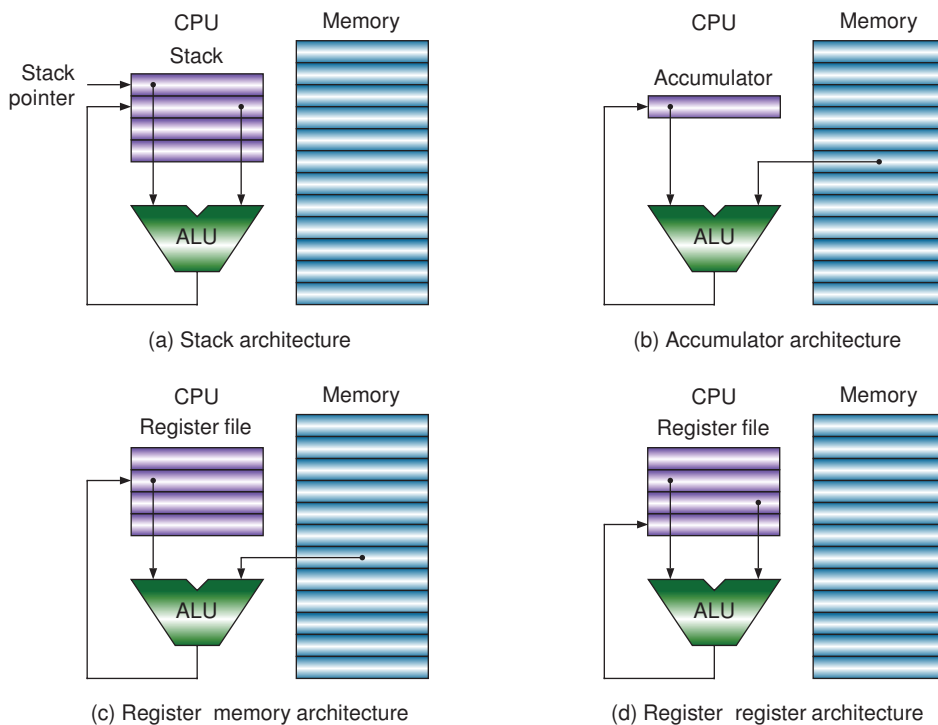 CPU
Memory
Stack
Stack
pointer
ALU
(a) Stack architecture
CPU
Memory
Accumulator
ALU
(b) Accumulator architecture
CPU
Memory
Register file
ALU
(c) Register memory architecture
CPU
Memory
Register file
ALU
(d) Register register architecture